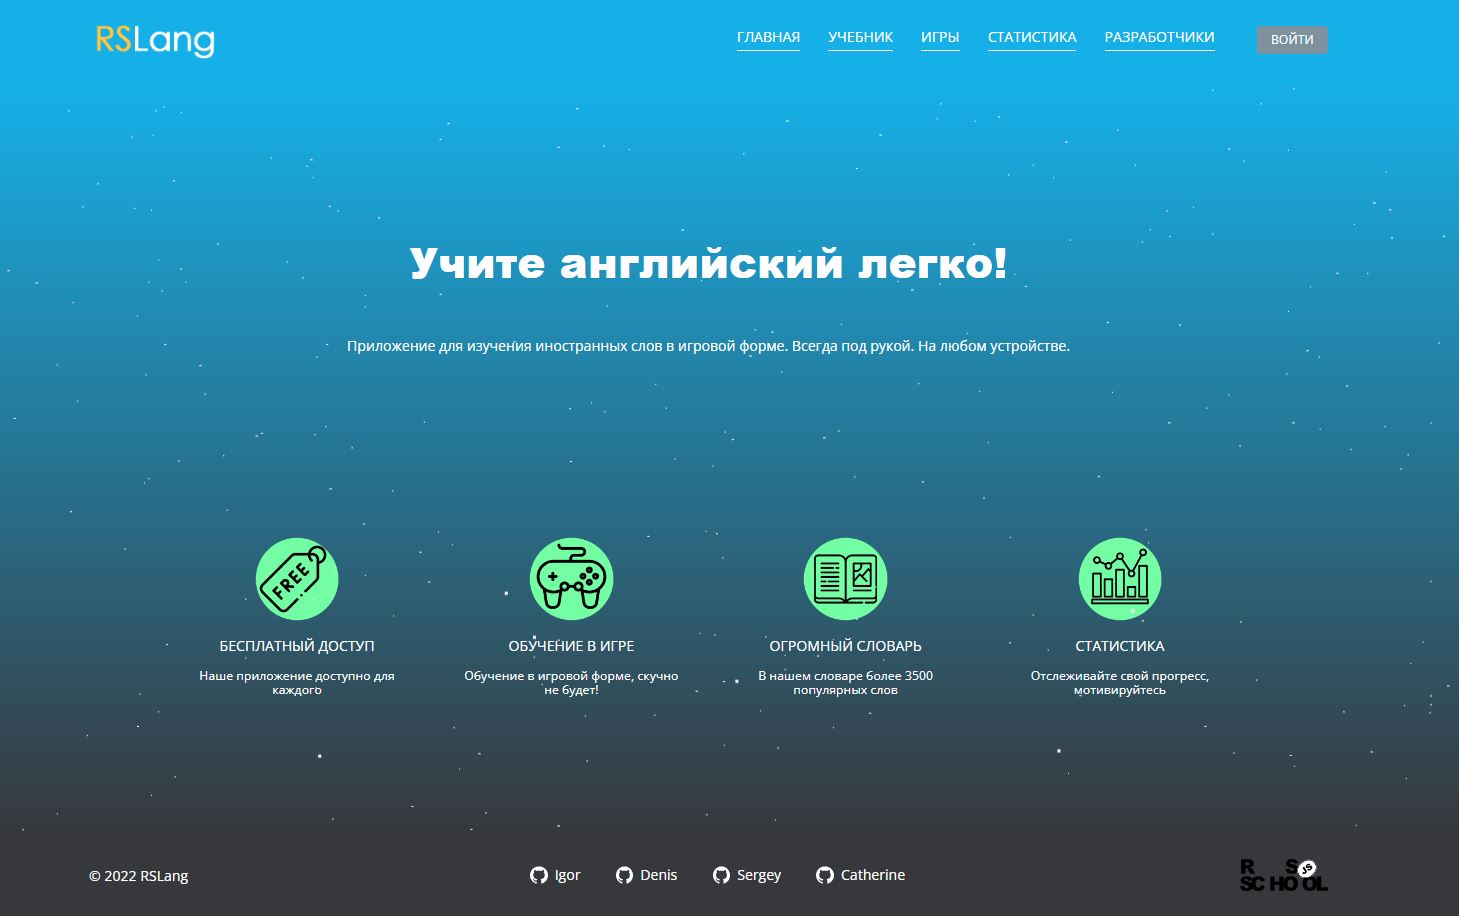 RSLang
ГЛАВНАЯ УЧЕБНИК ИГРЫ СТАТИСТИКА РАЗРАБОТЧИКИ ВОЙТИ
Учите английский легко!
Приложение для изучения иностранных слов в игровой форме. Всегда под рукой. На любом устройстве.
FREE
БЕСПЛАТНЫЙ ДОСТУП
Наше приложение доступно для
каждого
ОБУЧЕНИЕ В ИГРЕ
Обучение в игровой форме, скучно
не будет!
ОГРОМНЫЙ СЛОВАРЬ
В нашем словаре более 3500
популярных слов
СТАТИСТИКА
Отслеживайте свой прогресс,
мотивируйтесь
© 2022 RSLang
Igor Denis Sergey Catherine
R S JS
SCHOOL